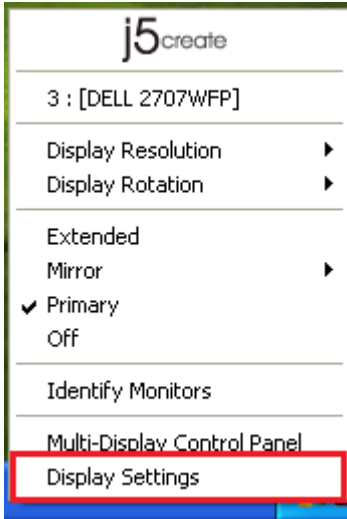 j5create
3 : [DELL 2707WFP]
Display Resolution
Display Rotation
Extended
Mirror
Primary
Off
Identify Monitors
Multi-Display Control Panel
Display Settings